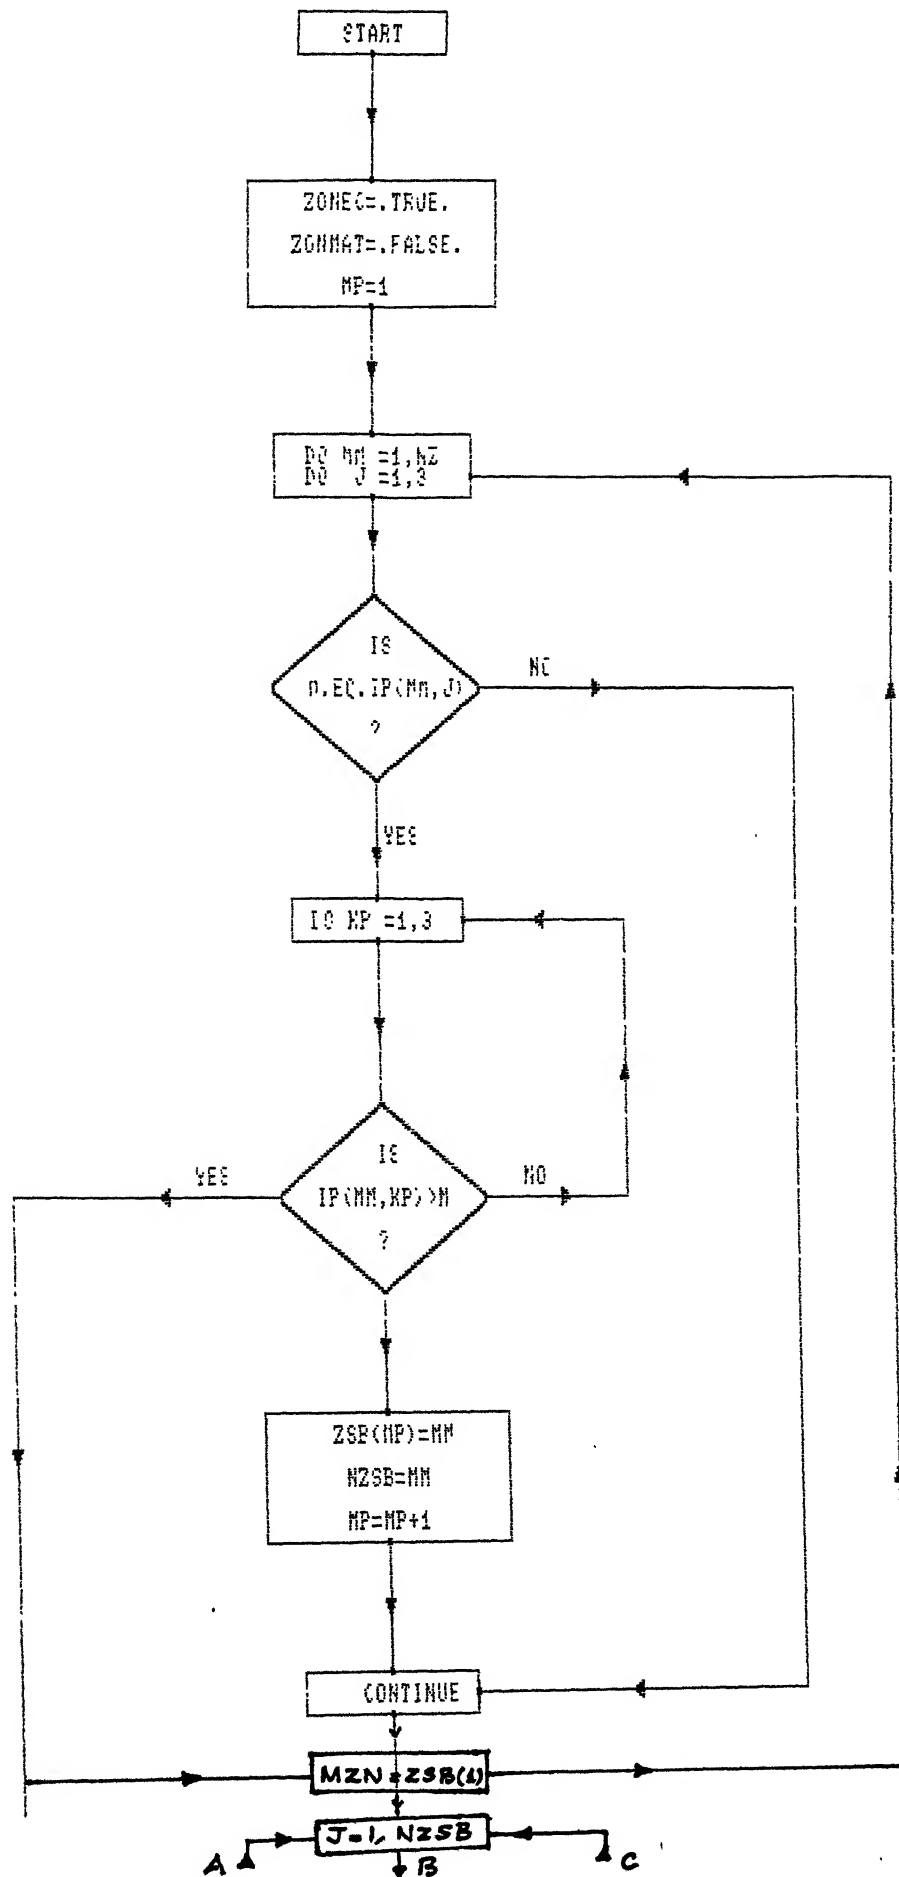 START
ZONEC=.TRUE.
ZONMAT=.FALSE.
MP=1
DO MM =1,NZ
DO J =1,3
IS
n.EQ.IP(Mm,J)
?
NO
YES
DO KP =1,3
IS
IP(MM,KP)>M
?
YES
NO
ZSB(MP)=MM
NZSB=MM
MP=MP+1
CONTINUE
MZN=ZSB(1)
J=1, NZSB
A
B
C